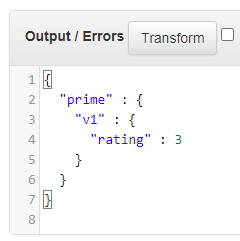 Output / Errors Transform
1 {
2   "prime" : {
3     "v1" : {
4       "rating" : 3
5     }
6   }
7 }
8